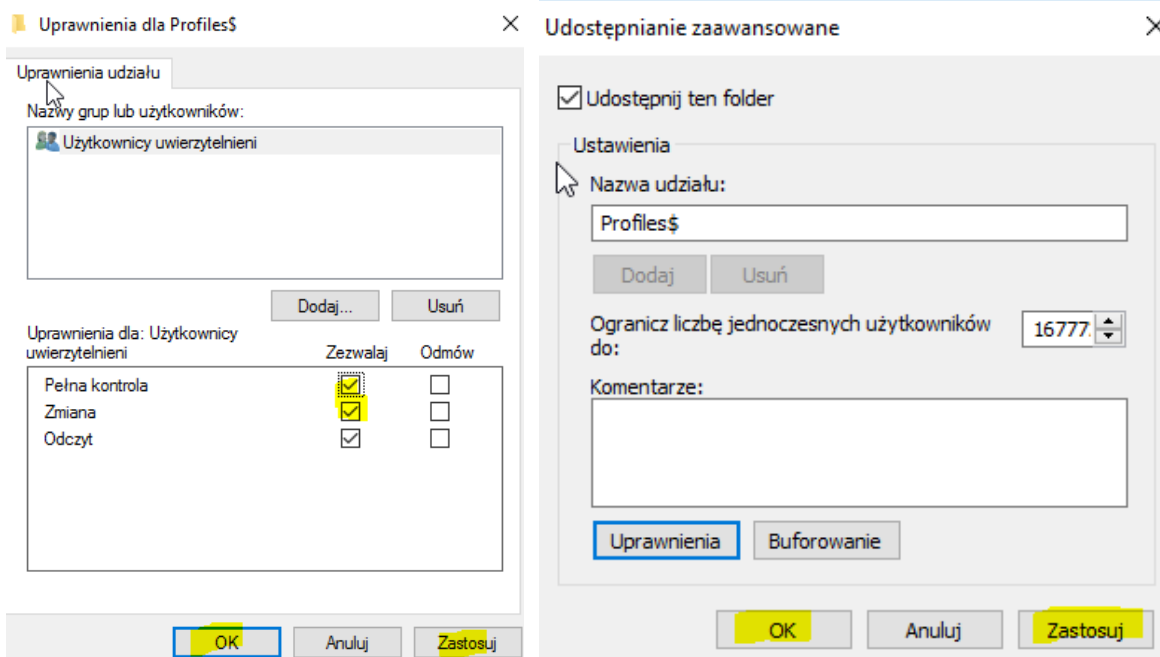 Uprawnienia dla Profiles$
Uprawnienia udziału
Nazwy grup lub użytkowników:
Użytkownicy uwierzytelnieni
Dodaj... Usuń
Uprawnienia dla: Użytkownicy
uwierzytelnieni Zezwalaj Odmów
Pełna kontrola
Zmiana
Odczyt
OK Anuluj Zastosuj
Udostępnianie zaawansowane
Udostępnij ten folder
Ustawienia
Nazwa udziału:
Profiles$
Dodaj Usuń
Ogranicz liczbę jednoczesnych użytkowników
do:
16777
Komentarze:
Uprawnienia Buforowanie
OK Anuluj Zastosuj